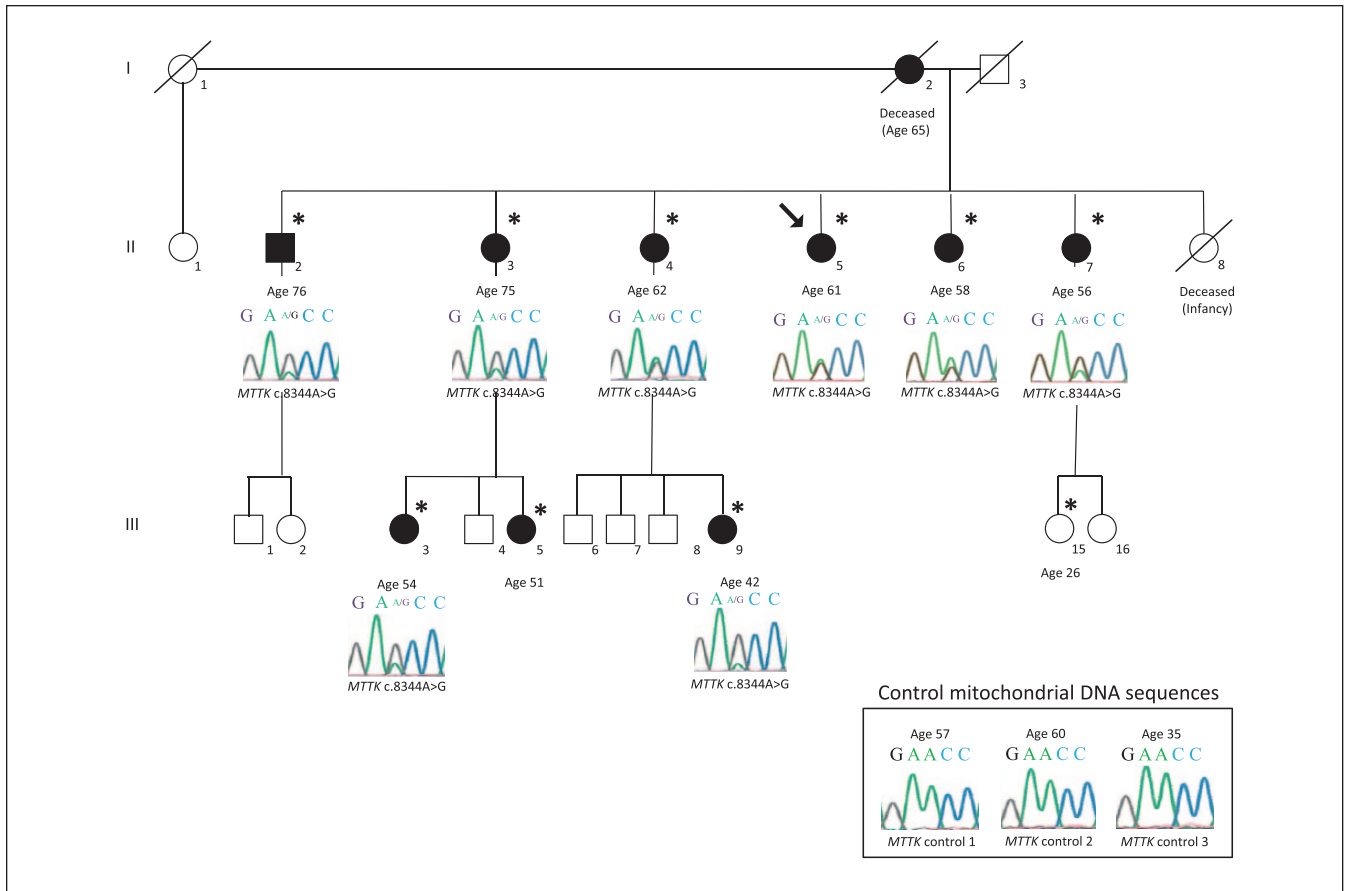 I
1
2
3
Deceased
(Age 65)
* * * * * *
II
1
2
3
4
5
6
7
8
Age 76
Age 75
Age 62
Age 61
Age 58
Age 56
Deceased
(Infancy)
G A A/G C C
G A A/G C C
G A A/G C C
G A A/G C C
G A A/G C C
G A A/G C C
MTTK c.8344A>G
MTTK c.8344A>G
MTTK c.8344A>G
MTTK c.8344A>G
MTTK c.8344A>G
MTTK c.8344A>G
* * * *
III
1
2
3
4
5
6
7
8
9
15
16
Age 54
Age 51
Age 42
Age 26
G A A/G C C
G A A/G C C
MTTK c.8344A>G
MTTK c.8344A>G
Control mitochondrial DNA sequences
Age 57
Age 60
Age 35
G A A C C
G A A C C
G A A C C
MTTK control 1
MTTK control 2
MTTK control 3